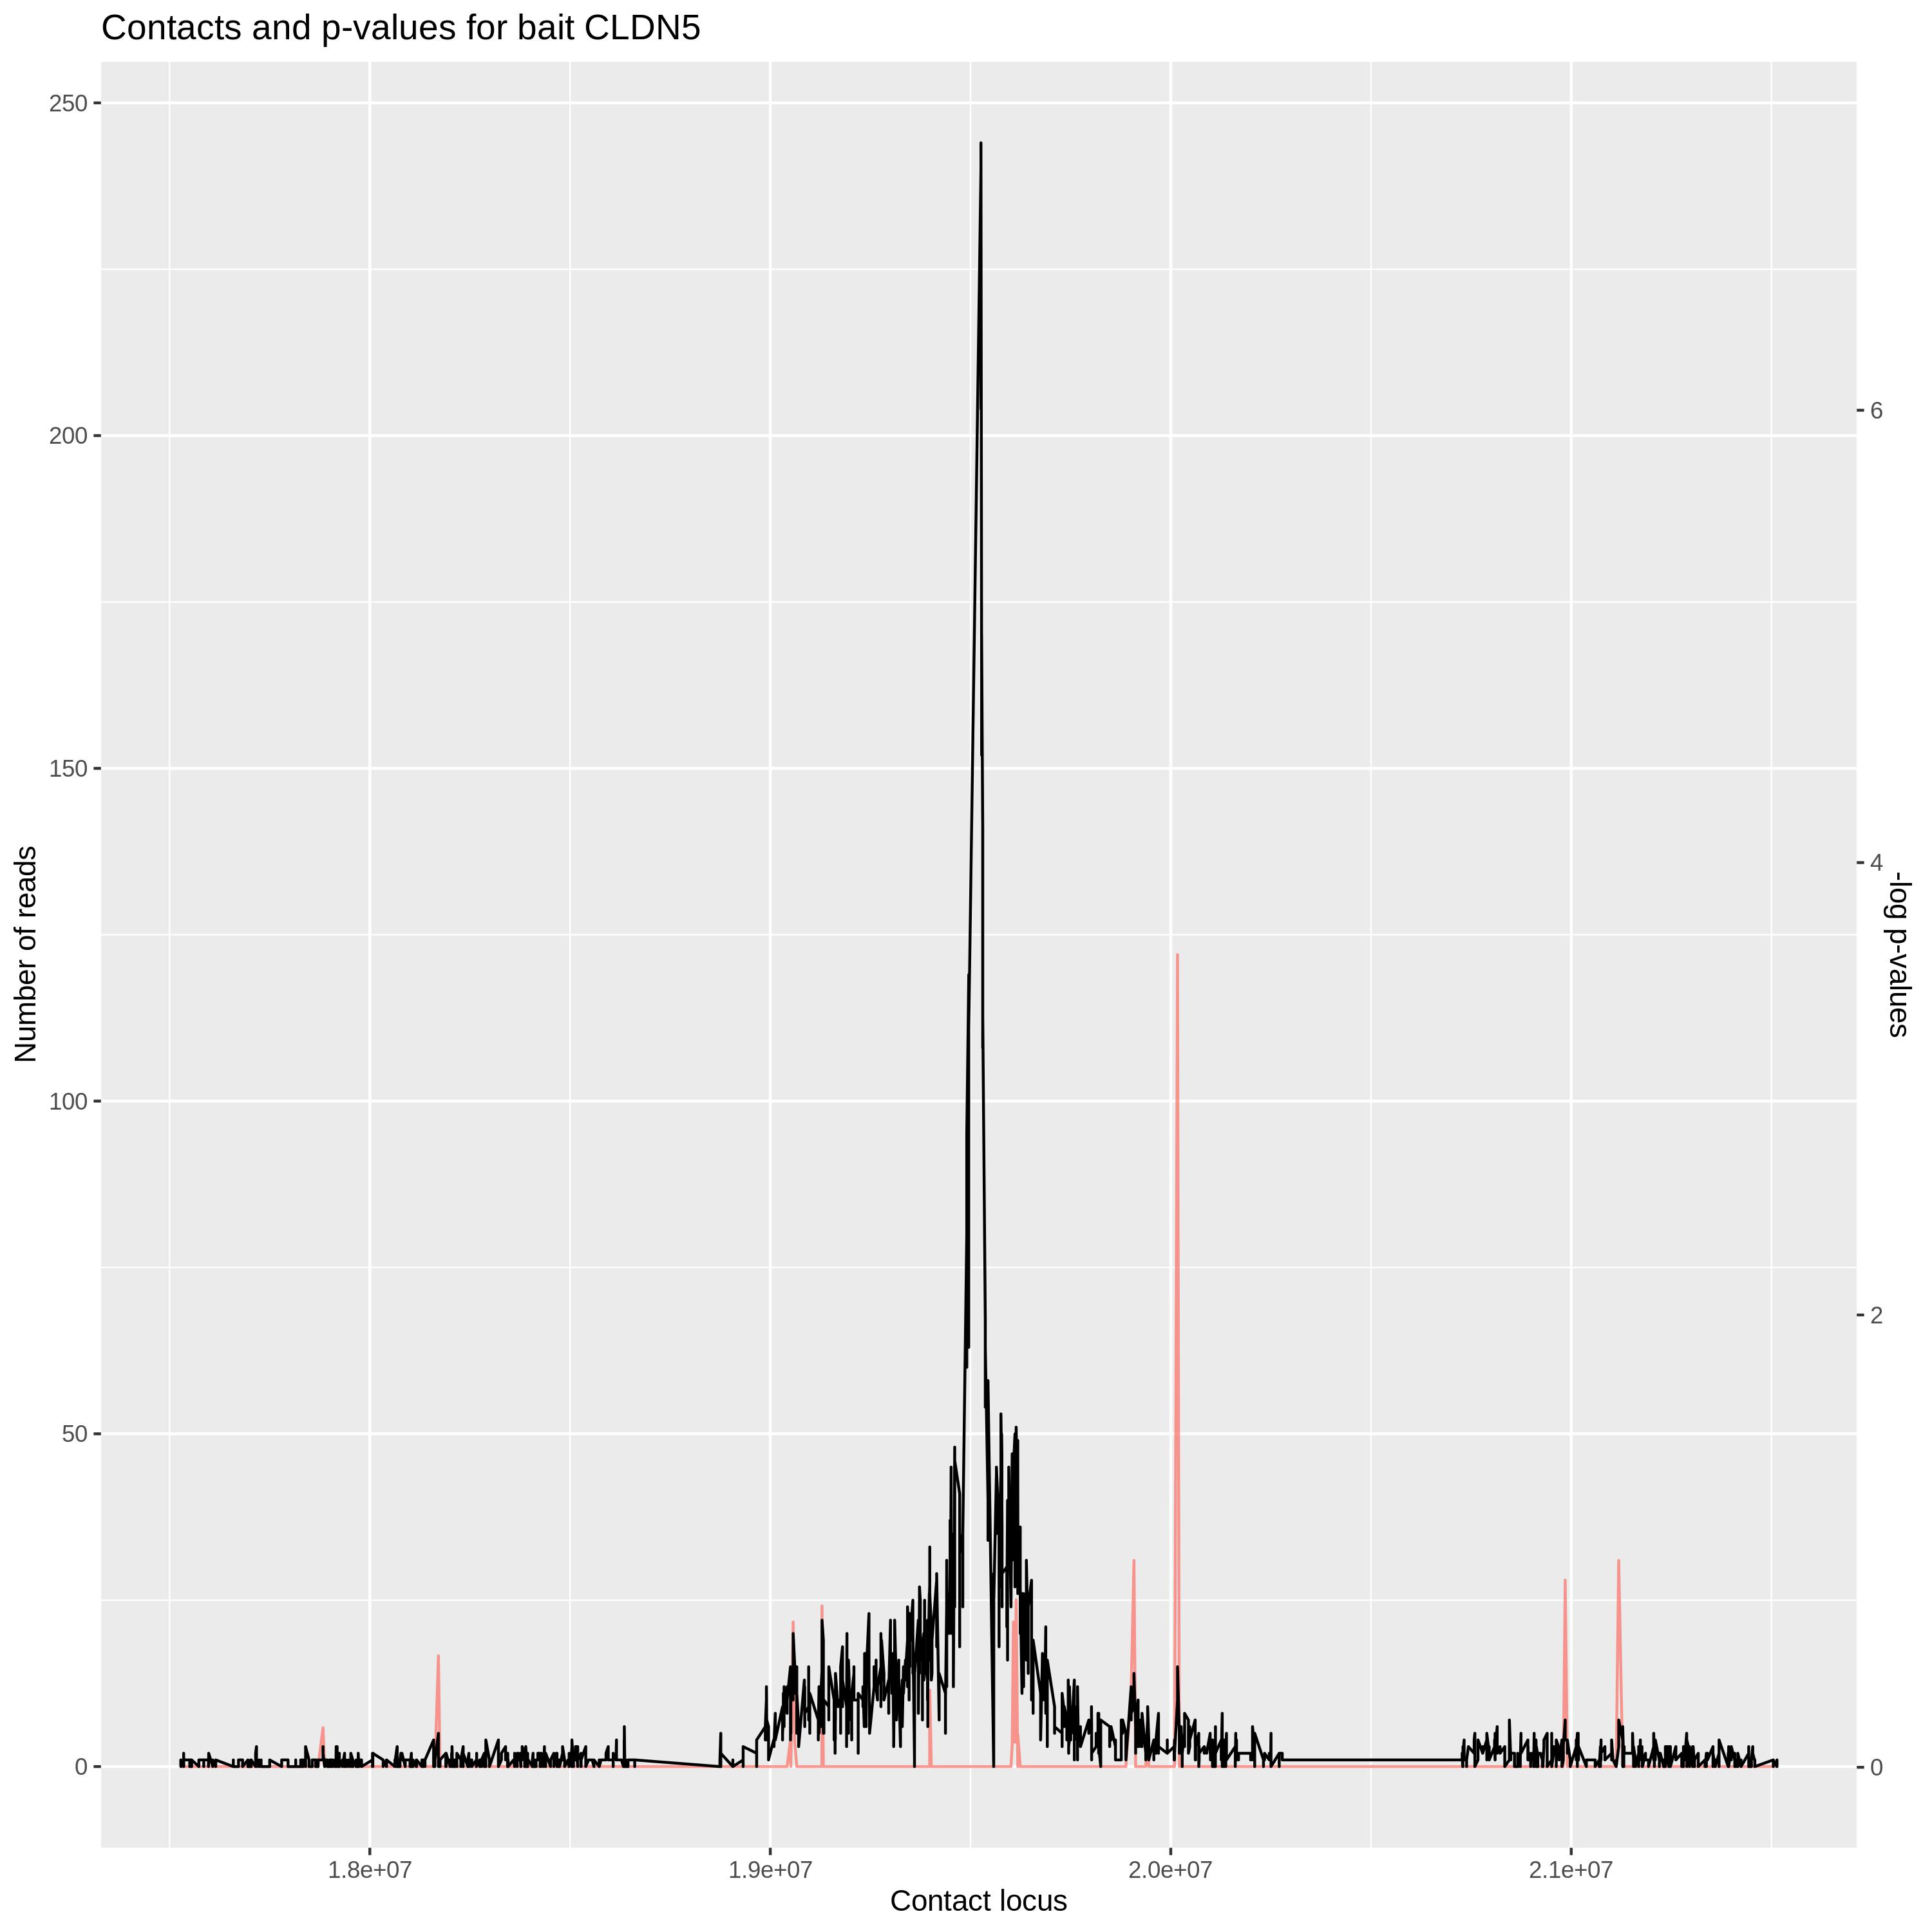 Contacts and p-values for bait CLDN5
250
200
150
100
50
0
Number of reads
6
4
2
0
-log p-values
1.8e+07
1.9e+07
2.0e+07
2.1e+07
Contact locus